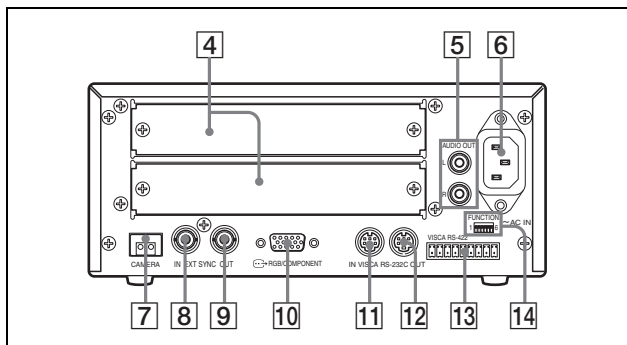 4 5 6
AUDIO OUT
L
R
FUNCTION
1 6
~AC IN
VISCA RS-422
CAMERA
IN EXT SYNC OUT
RGB/COMPONENT
IN VISCA RS-232C OUT
7 8 9 10 11 12 13 14